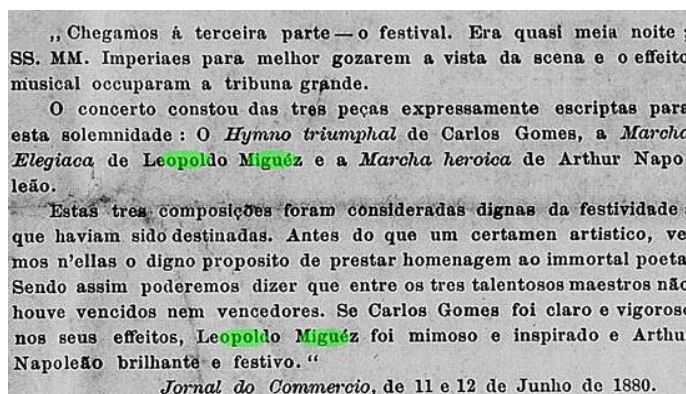 „ Chegamos á terceira parte — o festival. Era quasi meia noite ;
SS. MM. Imperiaes para melhor gozarem a vista da scena e o effeito
musical occuparam a tribuna grande.
O concerto constou das tres peças expressamente escriptas para
esta solemnidade : O Hymno triumphal de Carlos Gomes, a Marcha
Elegiaca de Leopoldo Miguéz e a Marcha heroica de Arthur Napo
leão.
Estas tres composições foram consideradas dignas da festividade a
que haviam sido destinadas. Antes do que um certamen artistico, ve
mos n'ellas o digno proposito de prestar homenagem ao immortal poeta.
Sendo assim poderemos dizer que entre os tres talentosos maestros não
houve vencidos nem vencedores. Se Carlos Gomes foi claro e vigoroso
nos seus effeitos, Leopoldo Miguéz foi mimoso e inspirado e Arthur
Napoleão brilhante e festivo. “
Jornal do Commercio, de 11 e 12 de Junho de 1880.